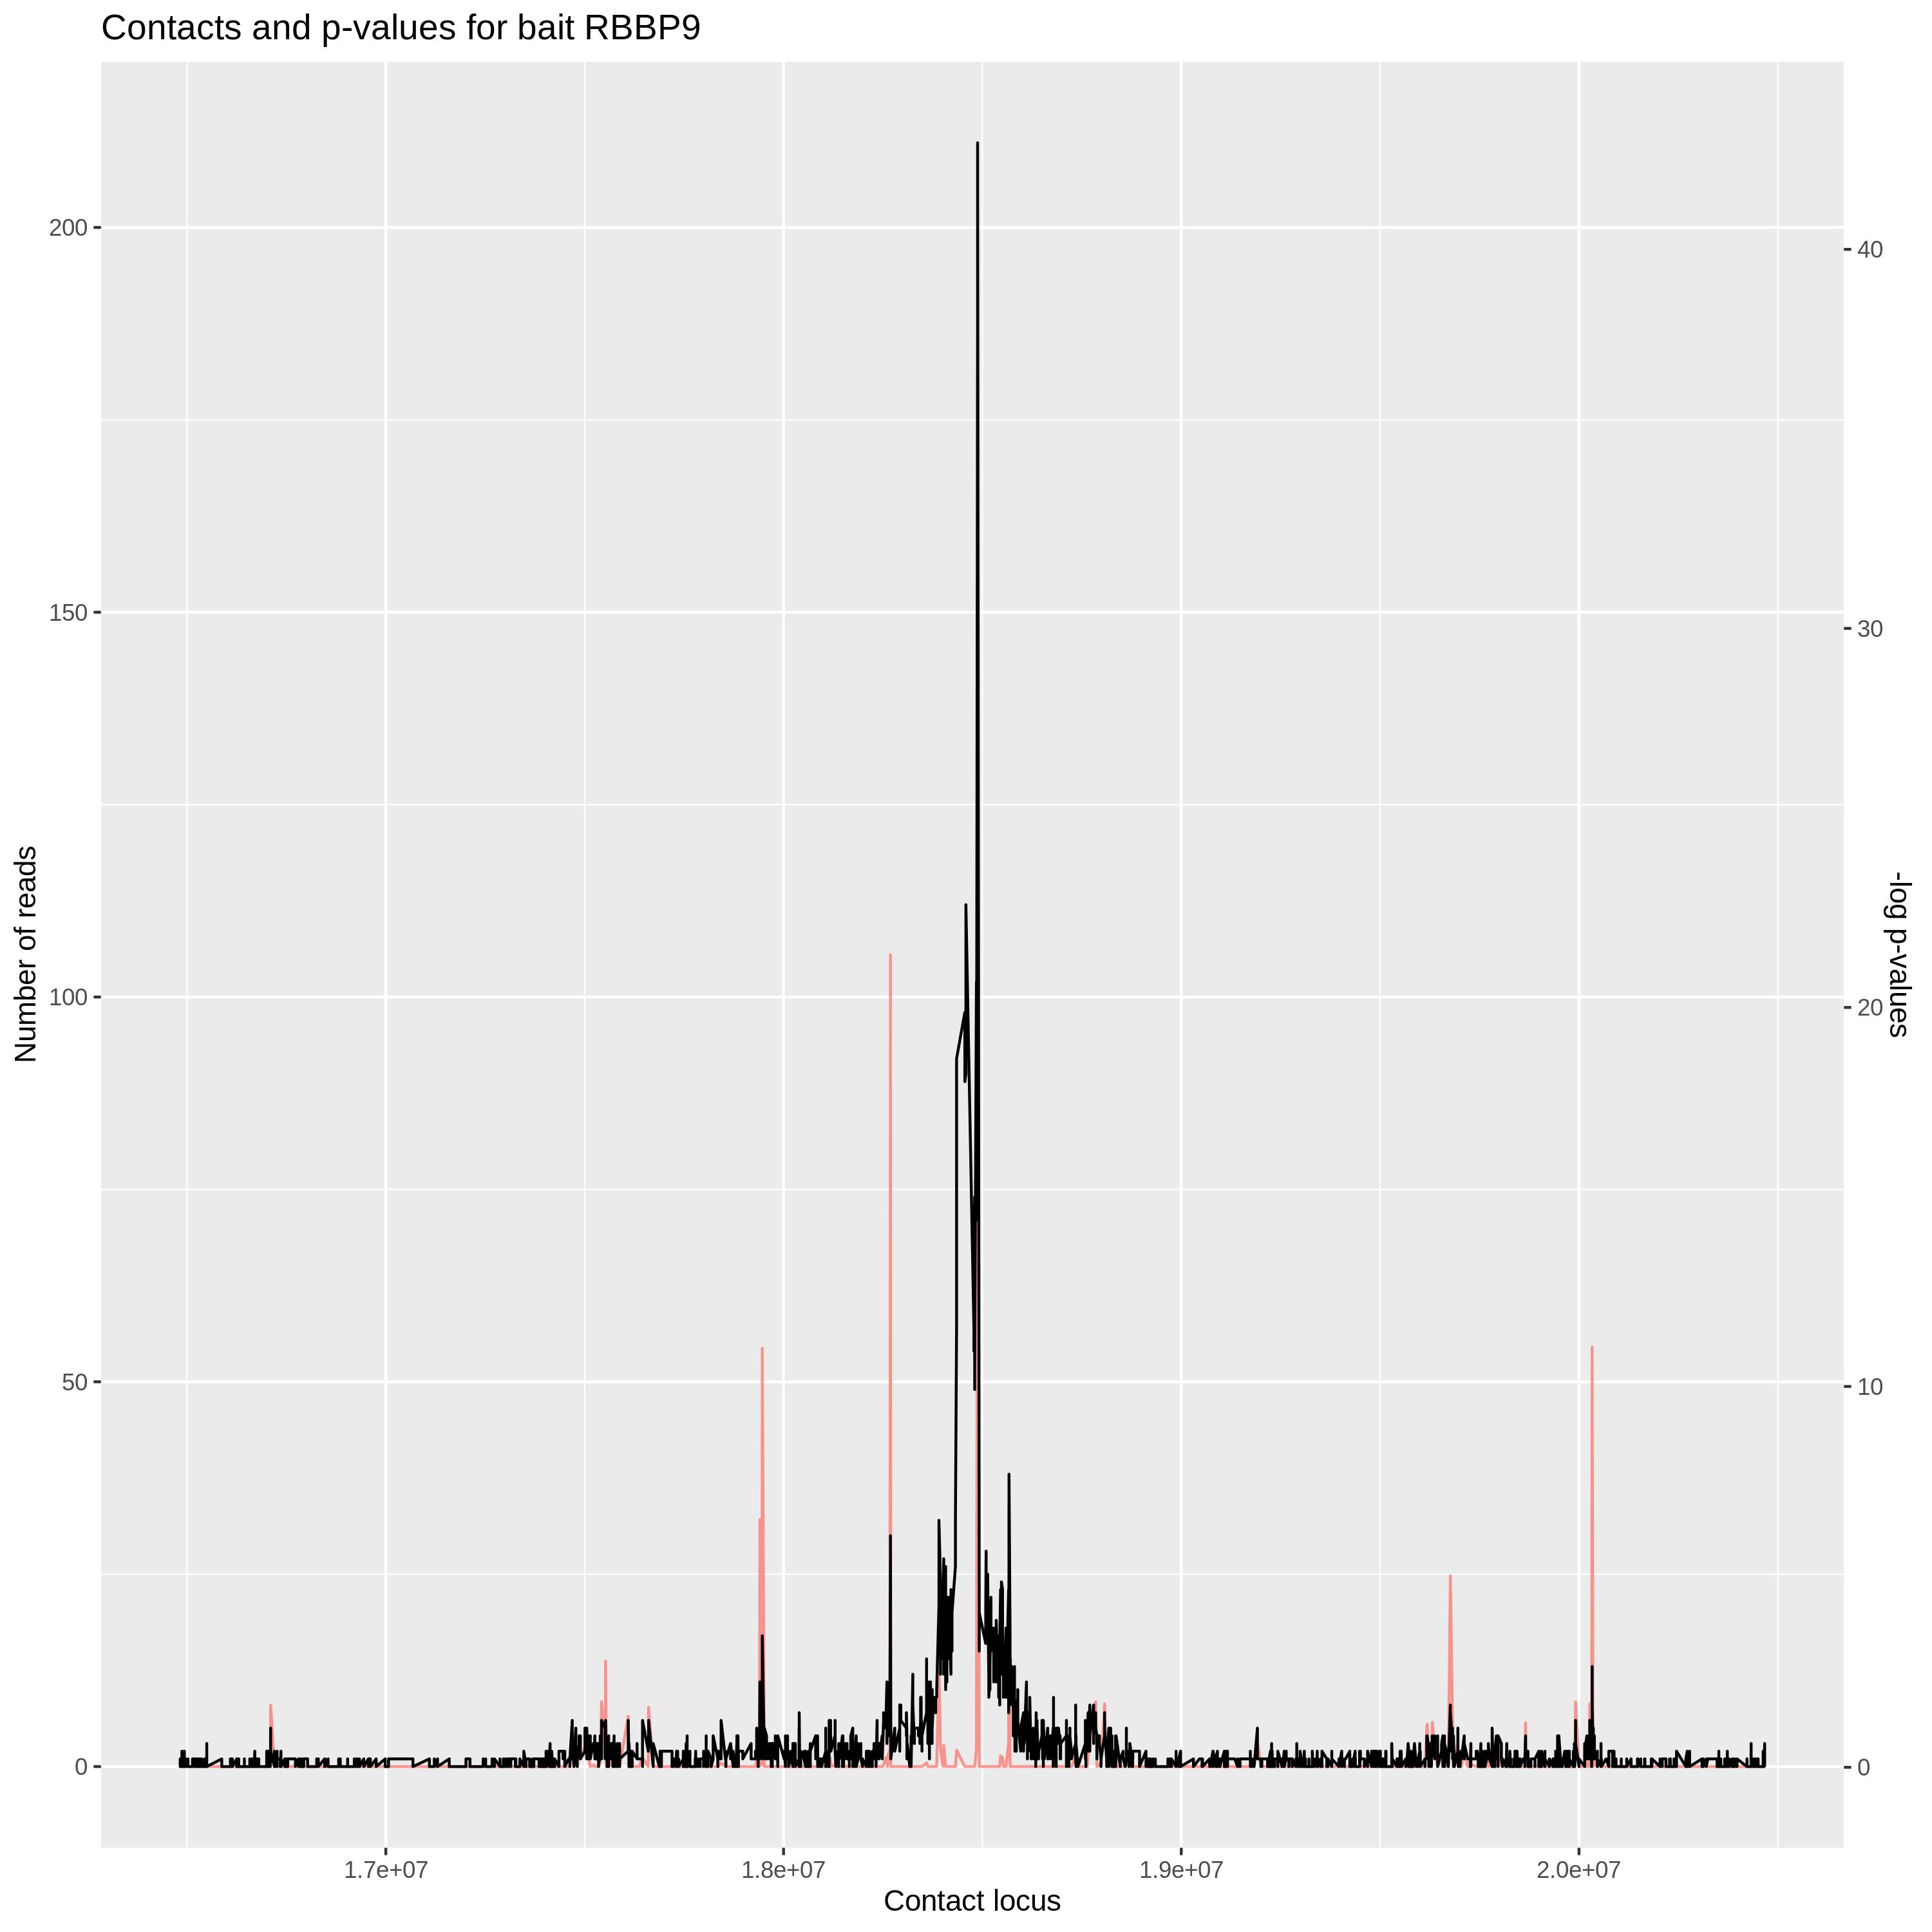 Contacts and p-values for bait RBBP9
Number of reads
200
150
100
50
0
-log p-values
40
30
20
10
0
1.7e+07
1.8e+07
1.9e+07
2.0e+07
Contact locus